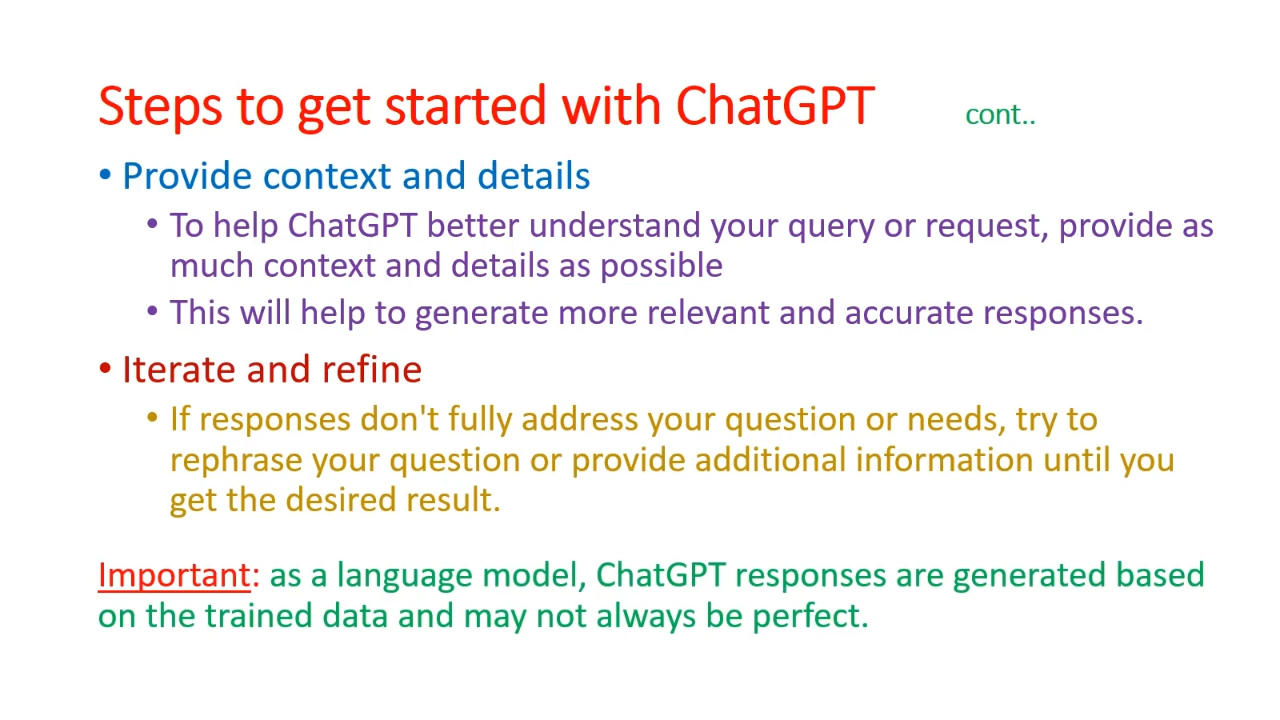 Steps to get started with ChatGPT cont..
• Provide context and details
• To help ChatGPT better understand your query or request, provide as
much context and details as possible
• This will help to generate more relevant and accurate responses.
• Iterate and refine
• If responses don't fully address your question or needs, try to
rephrase your question or provide additional information until you
get the desired result.
Important: as a language model, ChatGPT responses are generated based
on the trained data and may not always be perfect.